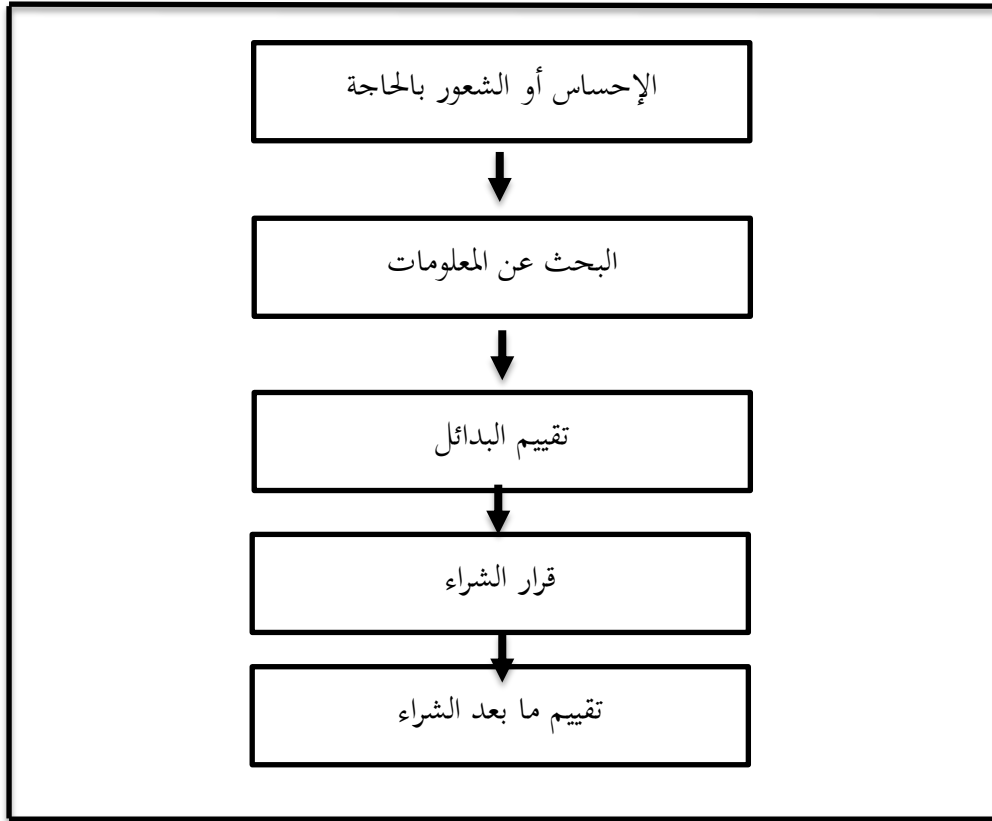 الإحساس أو الشعور بالحاجة
البحث عن المعلومات
تقييم البدائل
قرار الشراء
تقييم ما بعد الشراء